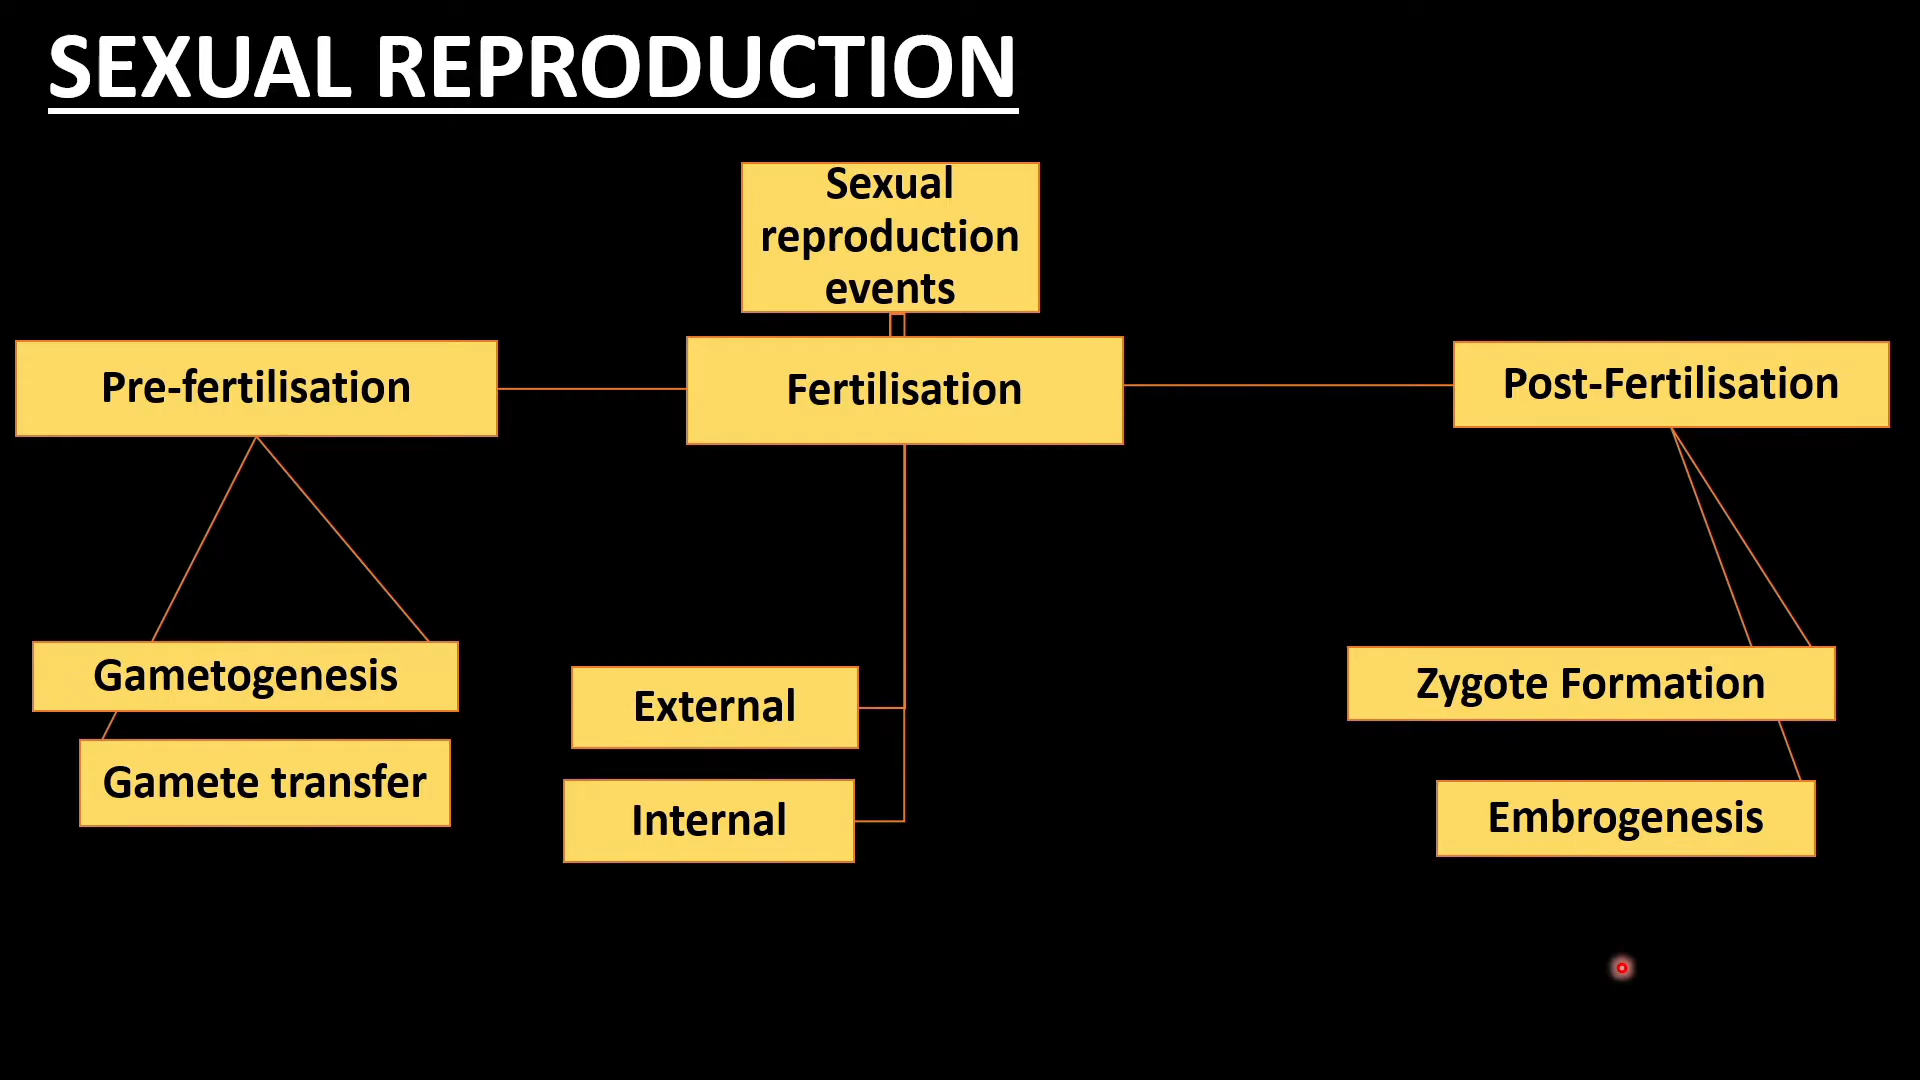 SEXUAL REPRODUCTION
Sexual
reproduction
events
Pre-fertilisation
Fertilisation
Post-Fertilisation
Gametogenesis
Gamete transfer
External
Internal
Zygote Formation
Embrogenesis